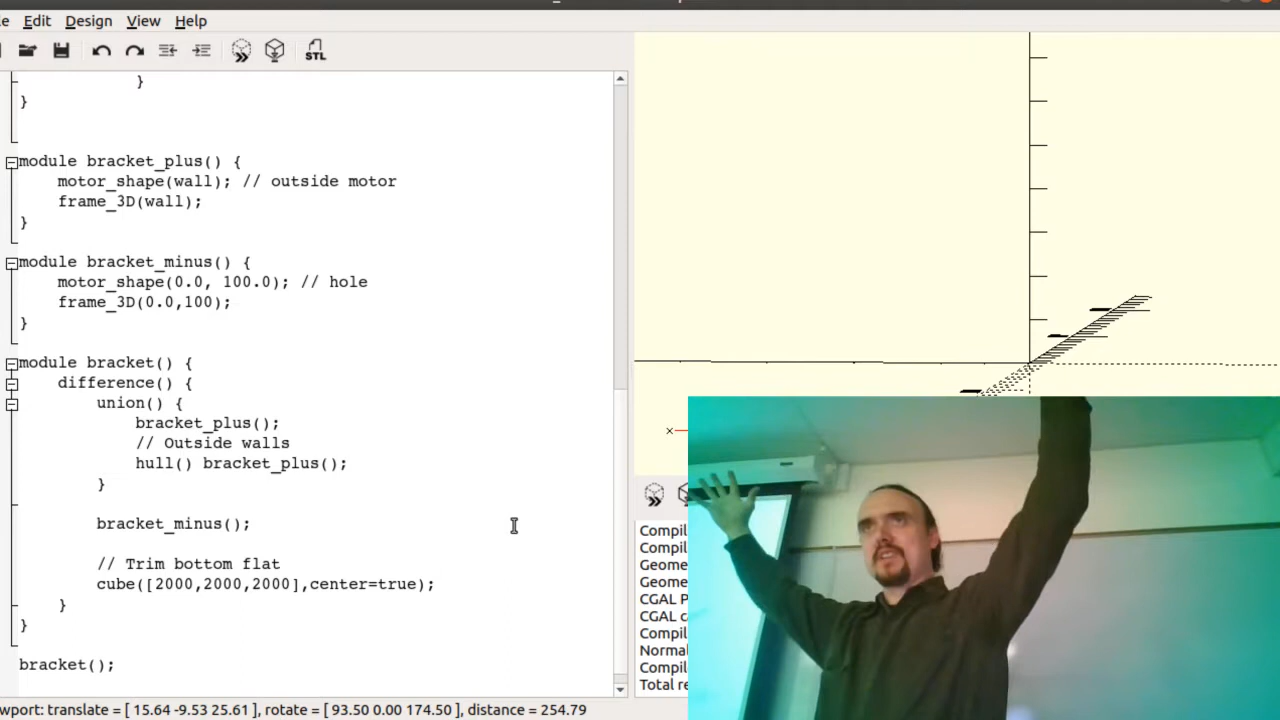 Edit Design View Help
STL
}
}
module bracket_plus() {
motor_shape(wall); // outside motor
frame_3D(wall);
}
module bracket_minus() {
motor_shape(0.0, 100.0); // hole
frame_3D(0.0,100);
}
module bracket() {
difference() {
union() {
bracket_plus();
// Outside walls
hull() bracket_plus();
}
bracket_minus();
// Trim bottom flat
cube([2000,2000,2000],center=true);
}
}
bracket();
wport: translate = [ 15.64 -9.53 25.61 ], rotate = [ 93.50 0.00 174.50 ], distance = 254.79
x
Compil
Compil
Geome
Geome
CGAL P
CGAL c
Compil
Normal
Compil
Total re